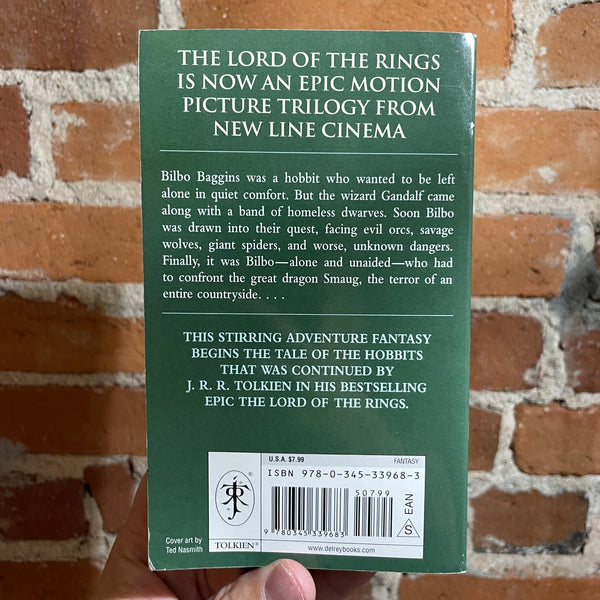 THE LORD OF THE RINGS
IS NOW AN EPIC MOTION
PICTURE TRILOGY FROM
NEW LINE CINEMA
Bilbo Baggins was a hobbit who wanted to be left
alone in quiet comfort. But the wizard Gandalf came
along with a band of homeless dwarves. Soon Bilbo
was drawn into their quest, facing evil orcs, savage
wolves, giant spiders, and worse, unknown dangers.
Finally, it was Bilbo—alone and unaided—who had
to confront the great dragon Smaug, the terror of an
entire countryside. . . .
THIS STIRRING ADVENTURE FANTASY
BEGINS THE TALE OF THE HOBBITS
THAT WAS CONTINUED BY
J. R. R. TOLKIEN IN HIS BESTSELLING
EPIC THE LORD OF THE RINGS.
U.S.A. $7.99 FANTASY
ISBN 978-0-345-33968-3
50799
9 780345 339683
S EAN
TOLKIEN®
www.delreybooks.com
Cover art by
Ted Nasmith